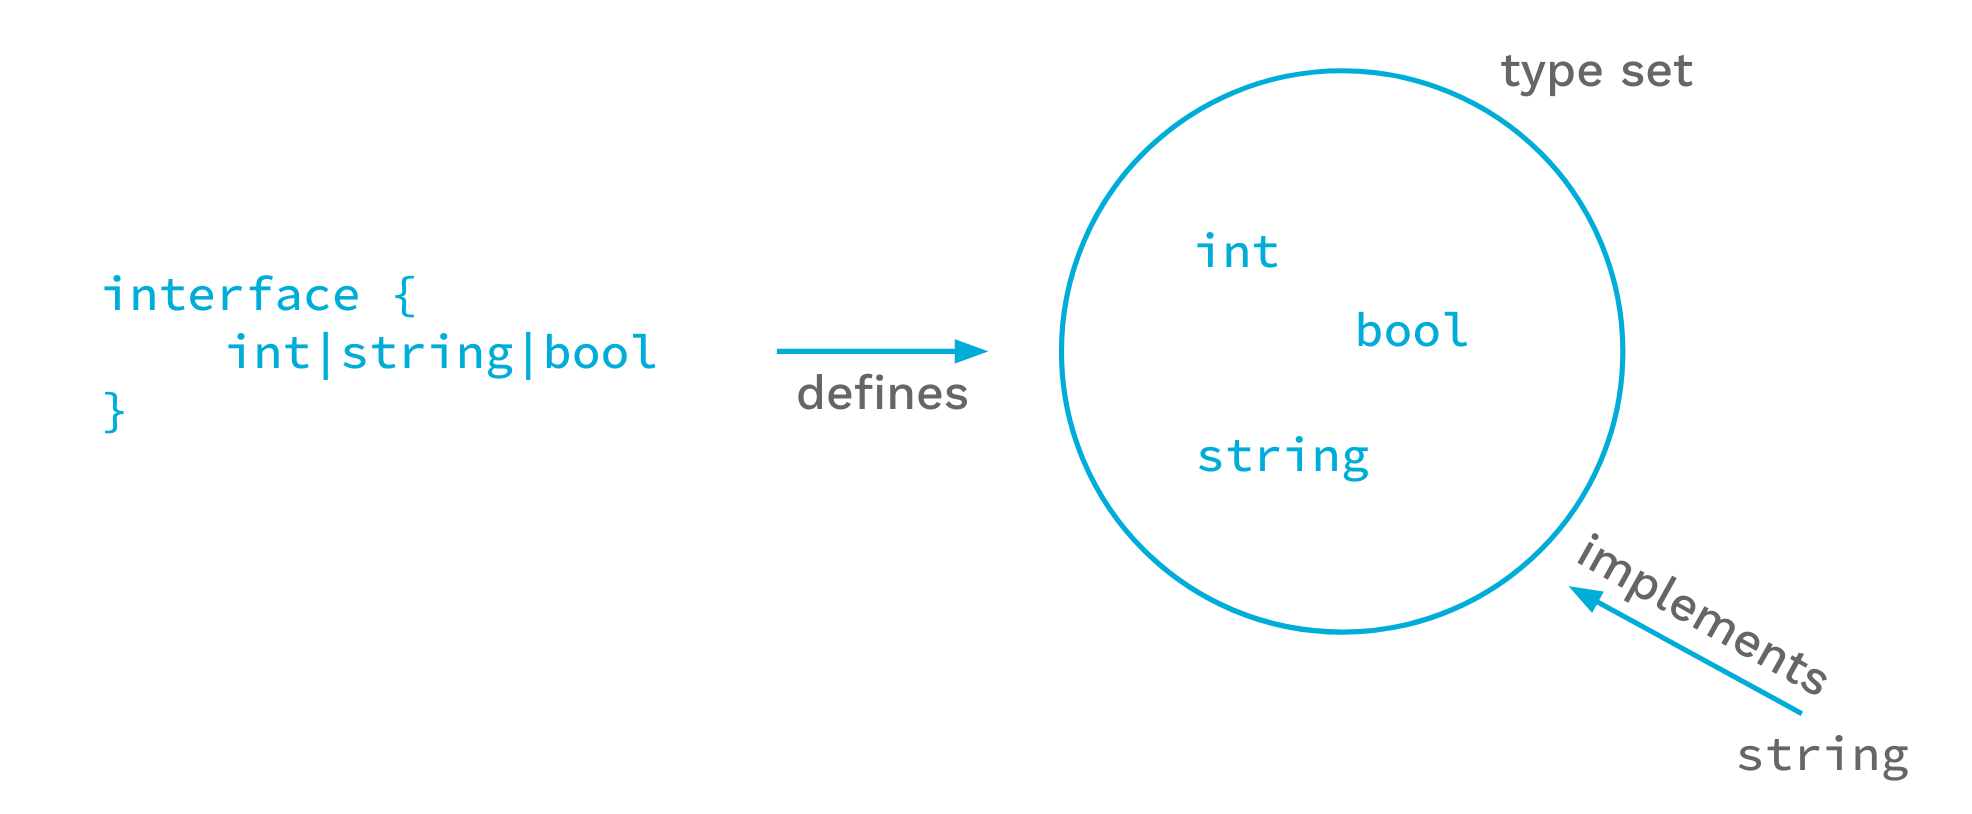 interface {
    int|string|bool
}
defines
type set
int
bool
string
implements
string